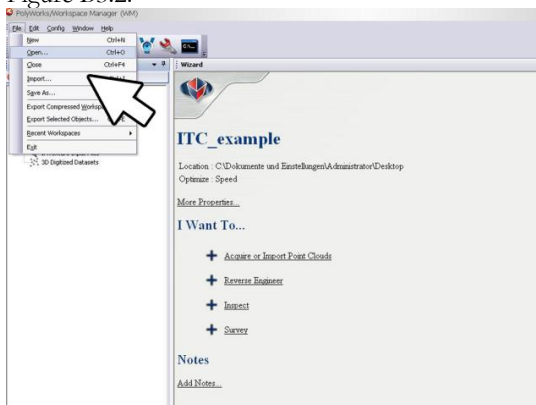 Figure B3.2.
PolyWorks/Workspace Manager (WM)
File Edit Config Window Help
New Ctrl+N
Open... Ctrl+O
Close Ctrl+F4
Import...
Save As...
Export Compressed
Export Selected Objects...
Recent Workspaces
Exit
3D Digitized Datasets
Wizard
ITC_example
Location : C:\Dokumente und Einstellungen\Administrator\Desktop
Optimize : Speed
More Properties...
I Want To...
Acquire or Import Point Clouds
Reverse Engineer
Inspect
Survey
Notes
Add Notes...